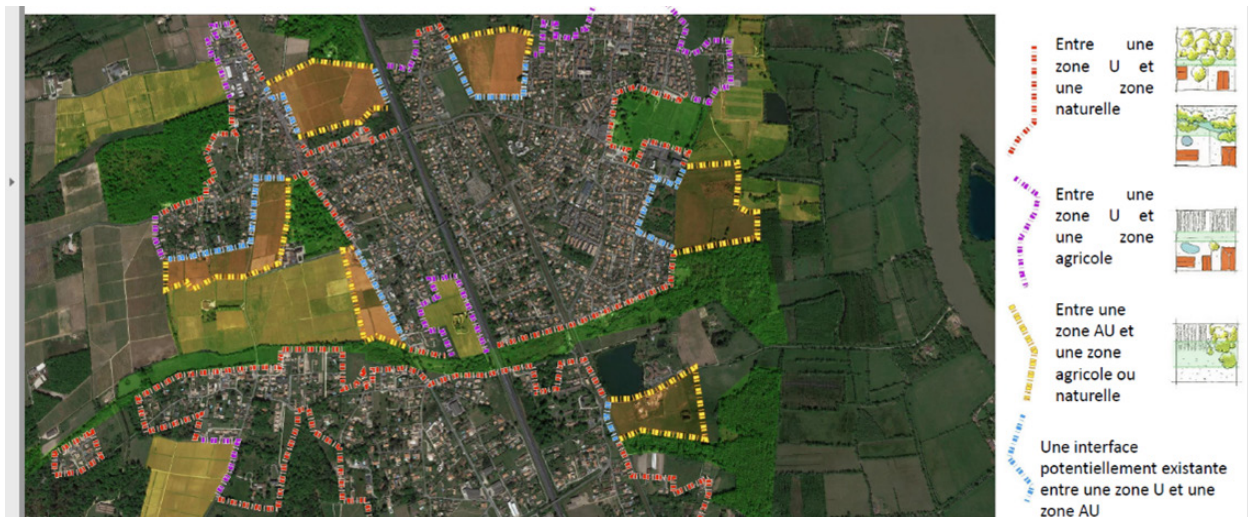 Entre une
zone U et
une zone
naturelle
Entre une
zone U et
une zone
agricole
Entre une
zone AU et
une zone
agricole ou
naturelle
Une interface
potentiellement existante
entre une zone U et une
zone AU